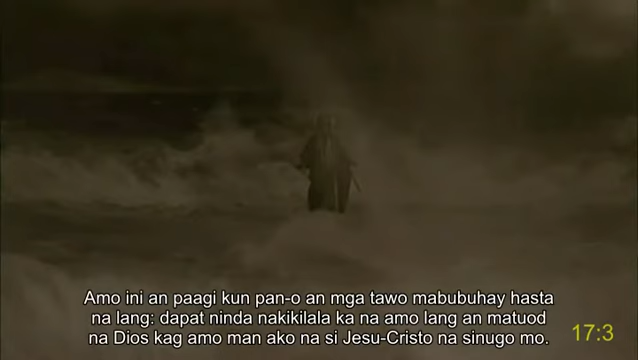 Amo ini an paagi kun pan-o an mga tawo mabubuhay hasta
na lang: dapat ninda nakikilala ka na amo lang an matuod
na Dios kag amo man ako na si Jesu-Cristo na sinugo mo.
17:3